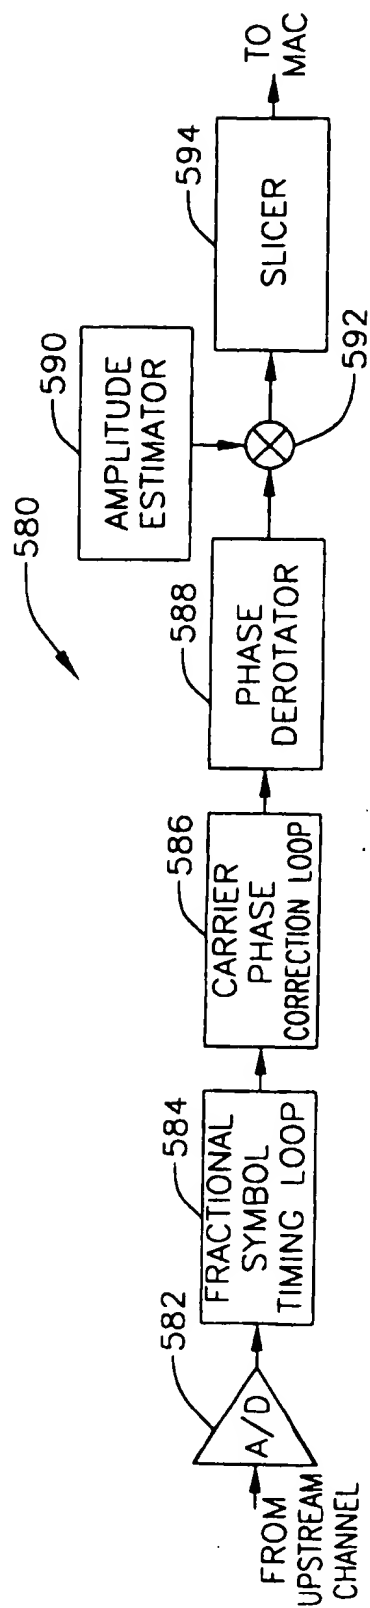 580
FROM
UPSTREAM
CHANNEL
582
A/D
584
FRACTIONAL
SYMBOL
TIMING LOOP
586
CARRIER
PHASE
CORRECTION LOOP
588
PHASE
DEROTATOR
590
AMPLITUDE
ESTIMATOR
592
594
SLICER
TO
MAC